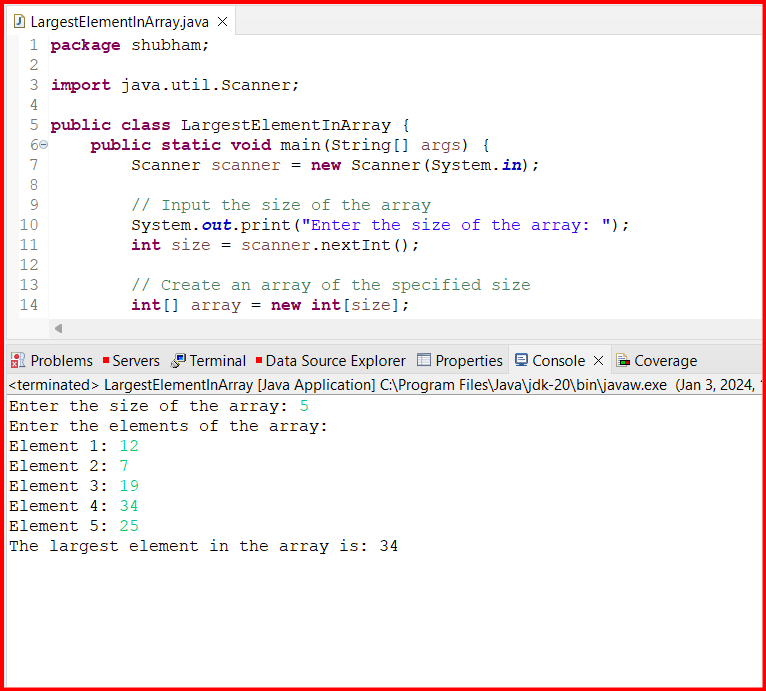 LargestElementInArray.java
1 package shubham;
2
3 import java.util.Scanner;
4
5 public class LargestElementInArray {
6     public static void main(String[] args) {
7         Scanner scanner = new Scanner(System.in);
8
9         // Input the size of the array
10         System.out.print("Enter the size of the array: ");
11         int size = scanner.nextInt();
12
13         // Create an array of the specified size
14         int[] array = new int[size];
Problems Servers Terminal Data Source Explorer Properties Console Coverage
<terminated> LargestElementInArray [Java Application] C:\Program Files\Java\jdk-20\bin\javaw.exe (Jan 3, 2024,
Enter the size of the array: 5
Enter the elements of the array:
Element 1: 12
Element 2: 7
Element 3: 19
Element 4: 34
Element 5: 25
The largest element in the array is: 34